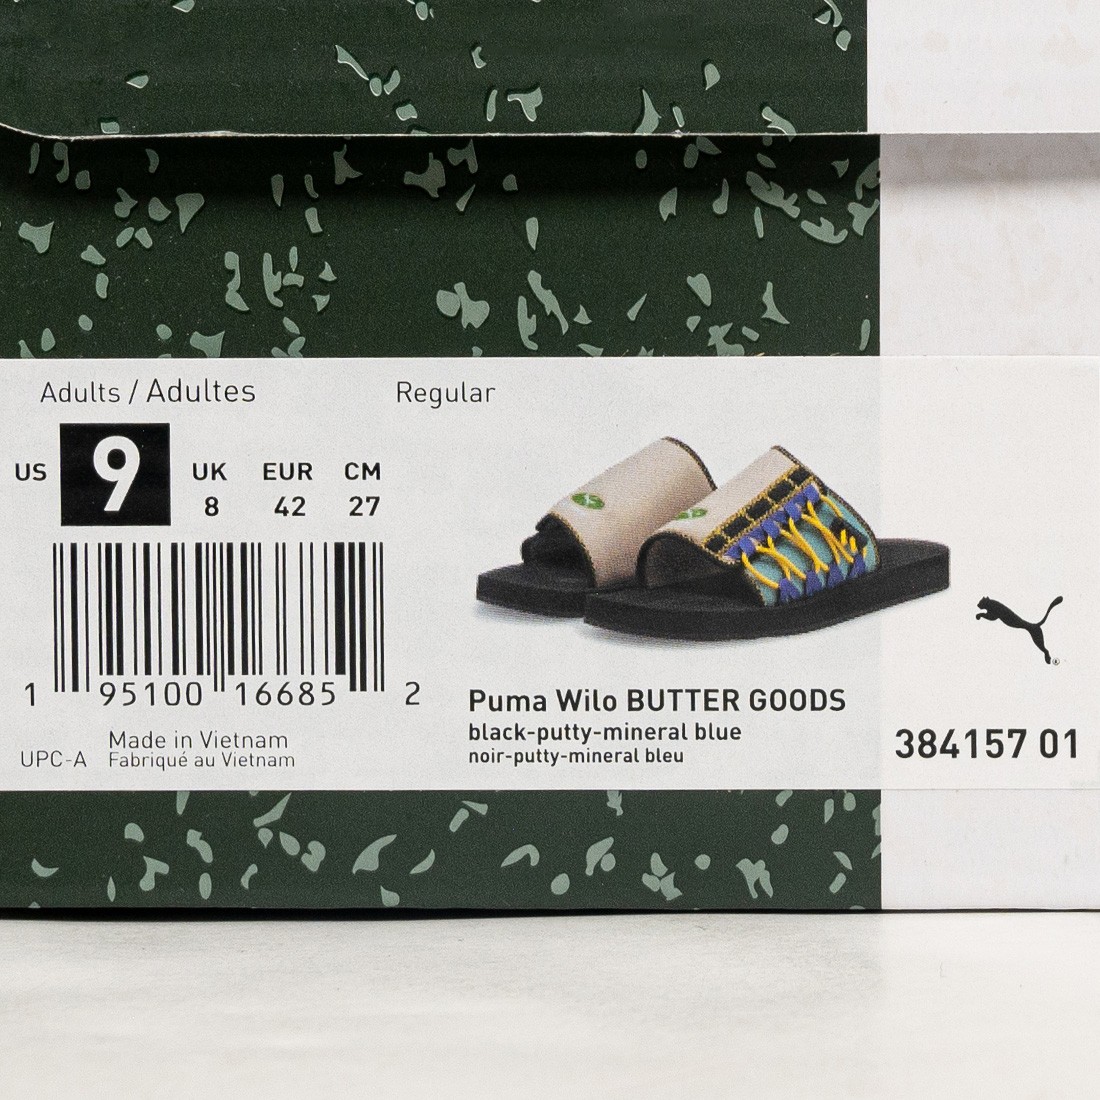 Adults / Adultes
Regular
US 9 UK EUR CM
8 42 27
1 95100 16685 2
UPC-A
Made in Vietnam
Fabriqué au Vietnam
Puma Wilo BUTTER GOODS
black-putty-mineral blue
noir-putty-mineral bleu
384157 01